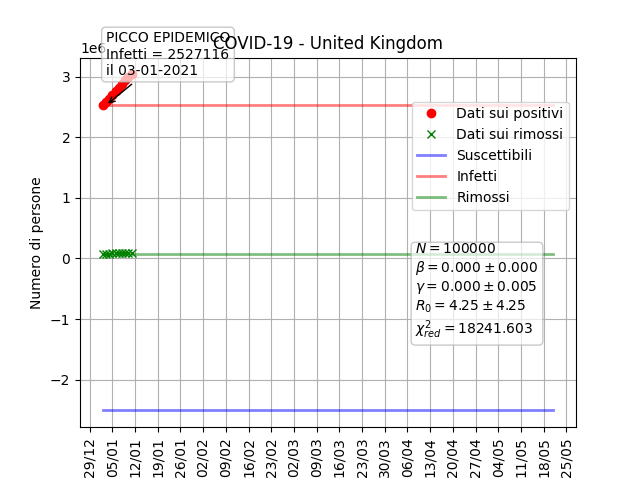 COVID-19 - United Kingdom
PICCO EPIDEMICO
Infetti = 2527116
il 03-01-2021
1e6
3
2
1
0
−1
−2
Numero di persone
Dati sui positivi
Dati sui rimossi
Suscettibili
Infetti
Rimossi
N = 100000
β = 0.000 ± 0.000
γ = 0.000 ± 0.005
R₀ = 4.25 ± 4.25
χ²_red = 18241.603
29/12
05/01
12/01
19/01
26/01
02/02
09/02
16/02
23/02
02/03
09/03
16/03
23/03
30/03
06/04
13/04
20/04
27/04
04/05
11/05
18/05
25/05